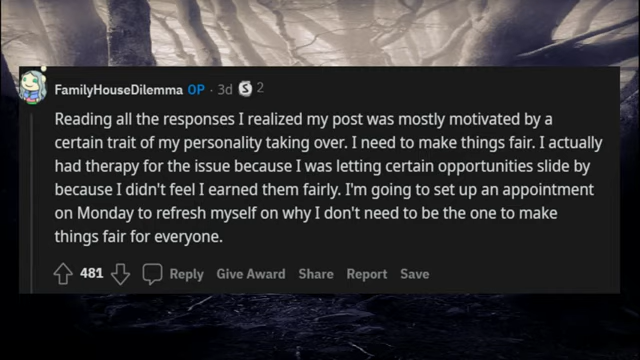 FamilyHouseDilemma OP · 3d S 2
Reading all the responses I realized my post was mostly motivated by a
certain trait of my personality taking over. I need to make things fair. I actually
had therapy for the issue because I was letting certain opportunities slide by
because I didn't feel I earned them fairly. I'm going to set up an appointment
on Monday to refresh myself on why I don't need to be the one to make
things fair for everyone.
481 Reply Give Award Share Report Save